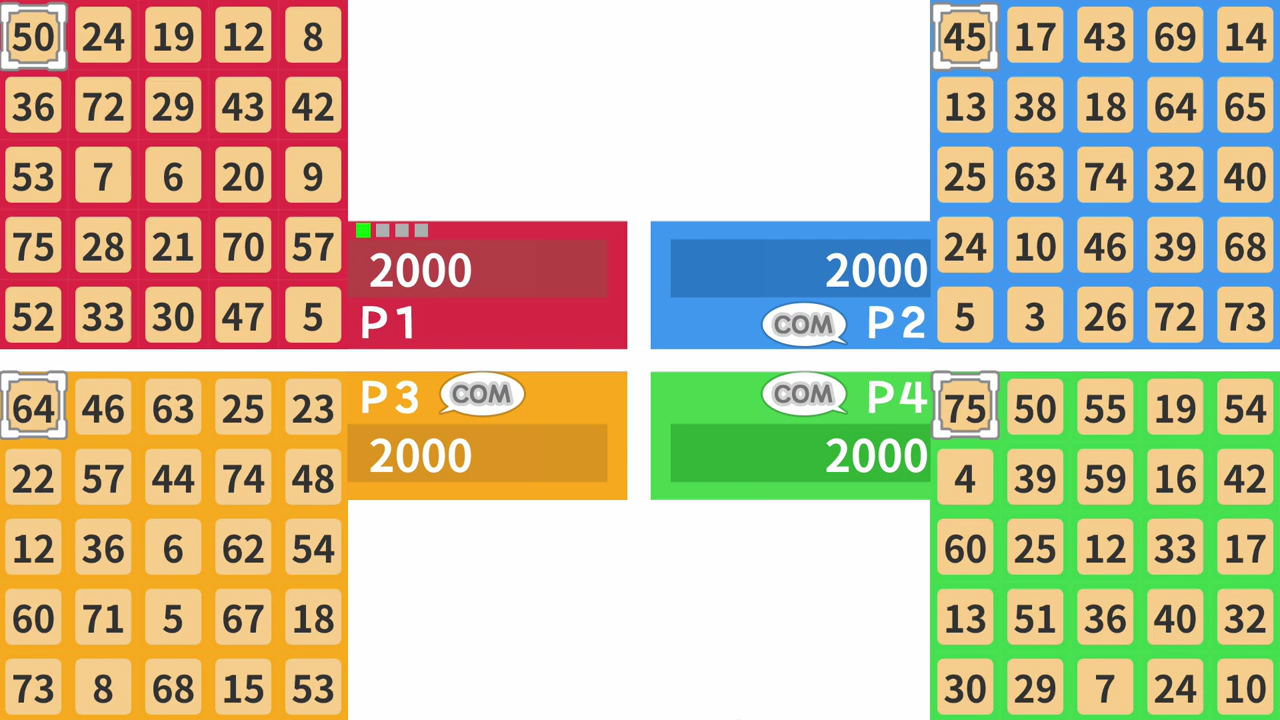 50 24 19 12 8
36 72 29 43 42
53 7 6 20 9
75 28 21 70 57
52 33 30 47 5
2000
P1
45 17 43 69 14
13 38 18 64 65
25 63 74 32 40
24 10 46 39 68
5 3 26 72 73
2000
COM P2
64 46 63 25 23
22 57 44 74 48
12 36 6 62 54
60 71 5 67 18
73 8 68 15 53
P3 COM
2000
COM P4
2000
75 50 55 19 54
4 39 59 16 42
60 25 12 33 17
13 51 36 40 32
30 29 7 24 10